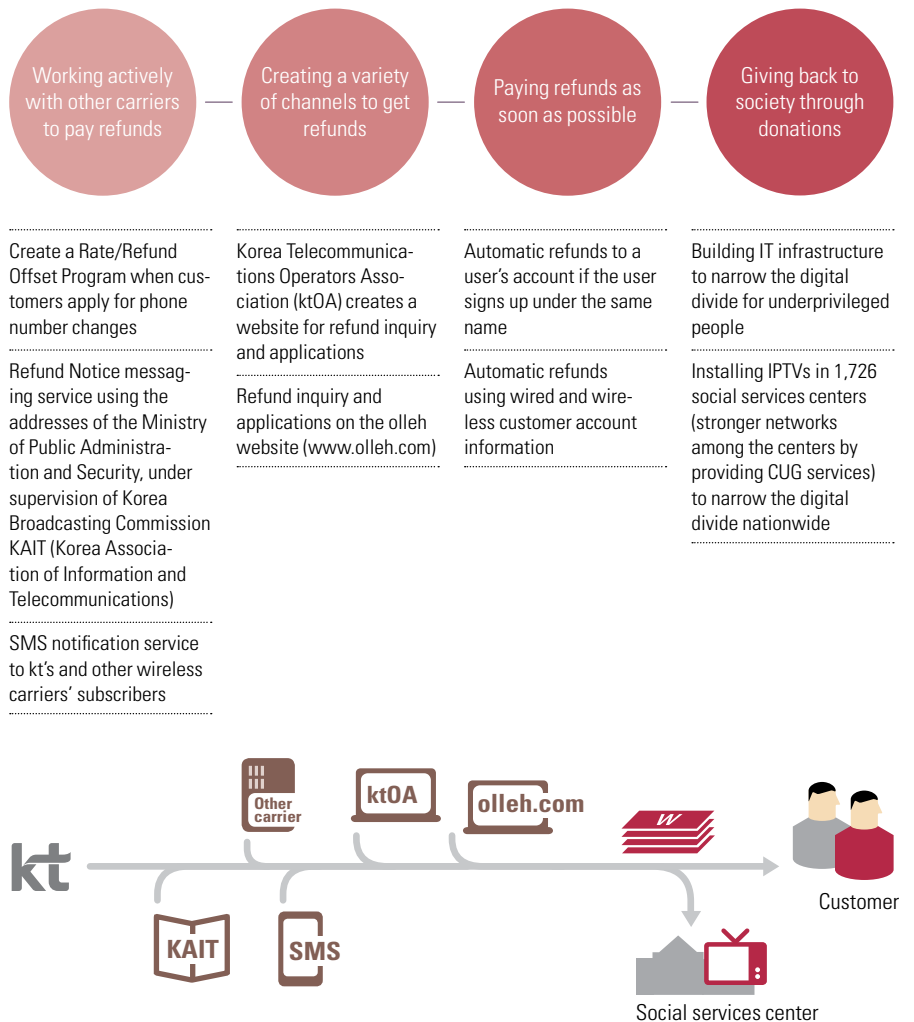 Working actively
with other carriers
to pay refunds
Creating a variety
of channels to get
refunds
Paying refunds as
soon as possible
Giving back to
society through
donations
Create a Rate/Refund
Offset Program when cus-
tomers apply for phone
number changes
Refund Notice messag-
ing service using the
addresses of the Ministry
of Public Administra-
tion and Security, under
supervision of Korea
Broadcasting Commission
KAIT (Korea Associa-
tion of Information and
Telecommunications)
SMS notification service
to kt's and other wireless
carriers' subscribers
Korea Telecommunica-
tions Operators Asso-
ciation (ktOA) creates a
website for refund inquiry
and applications
Refund inquiry and
applications on the olleh
website (www.olleh.com)
Automatic refunds to a
user's account if the user
signs up under the same
name
Automatic refunds
using wired and wire-
less customer account
information
Building IT infrastructure
to narrow the digital
divide for underprivileged
people
Installing IPTVs in 1,726
social services centers
(stronger networks
among the centers by
providing CUG services)
to narrow the digital
divide nationwide
kt
Other
carrier
ktOA
olleh.com
W
KAIT
SMS
Customer
Social services center